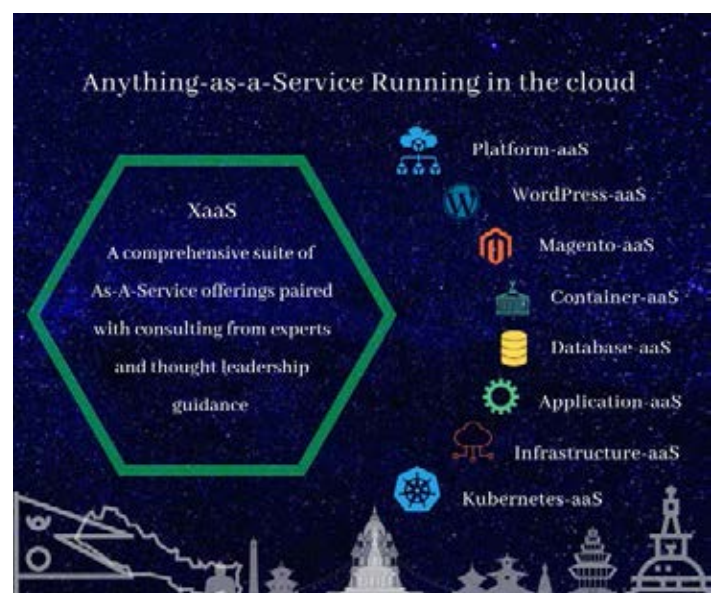 Anything-as-a-Service Running in the cloud
XaaS
A comprehensive suite of
As-A-Service offerings paired
with consulting from experts
and thought leadership
guidance
Platform-aaS
WordPress-aaS
Magento-aaS
Container-aaS
Database-aaS
Application-aaS
Infrastructure-aaS
Kubernetes-aaS